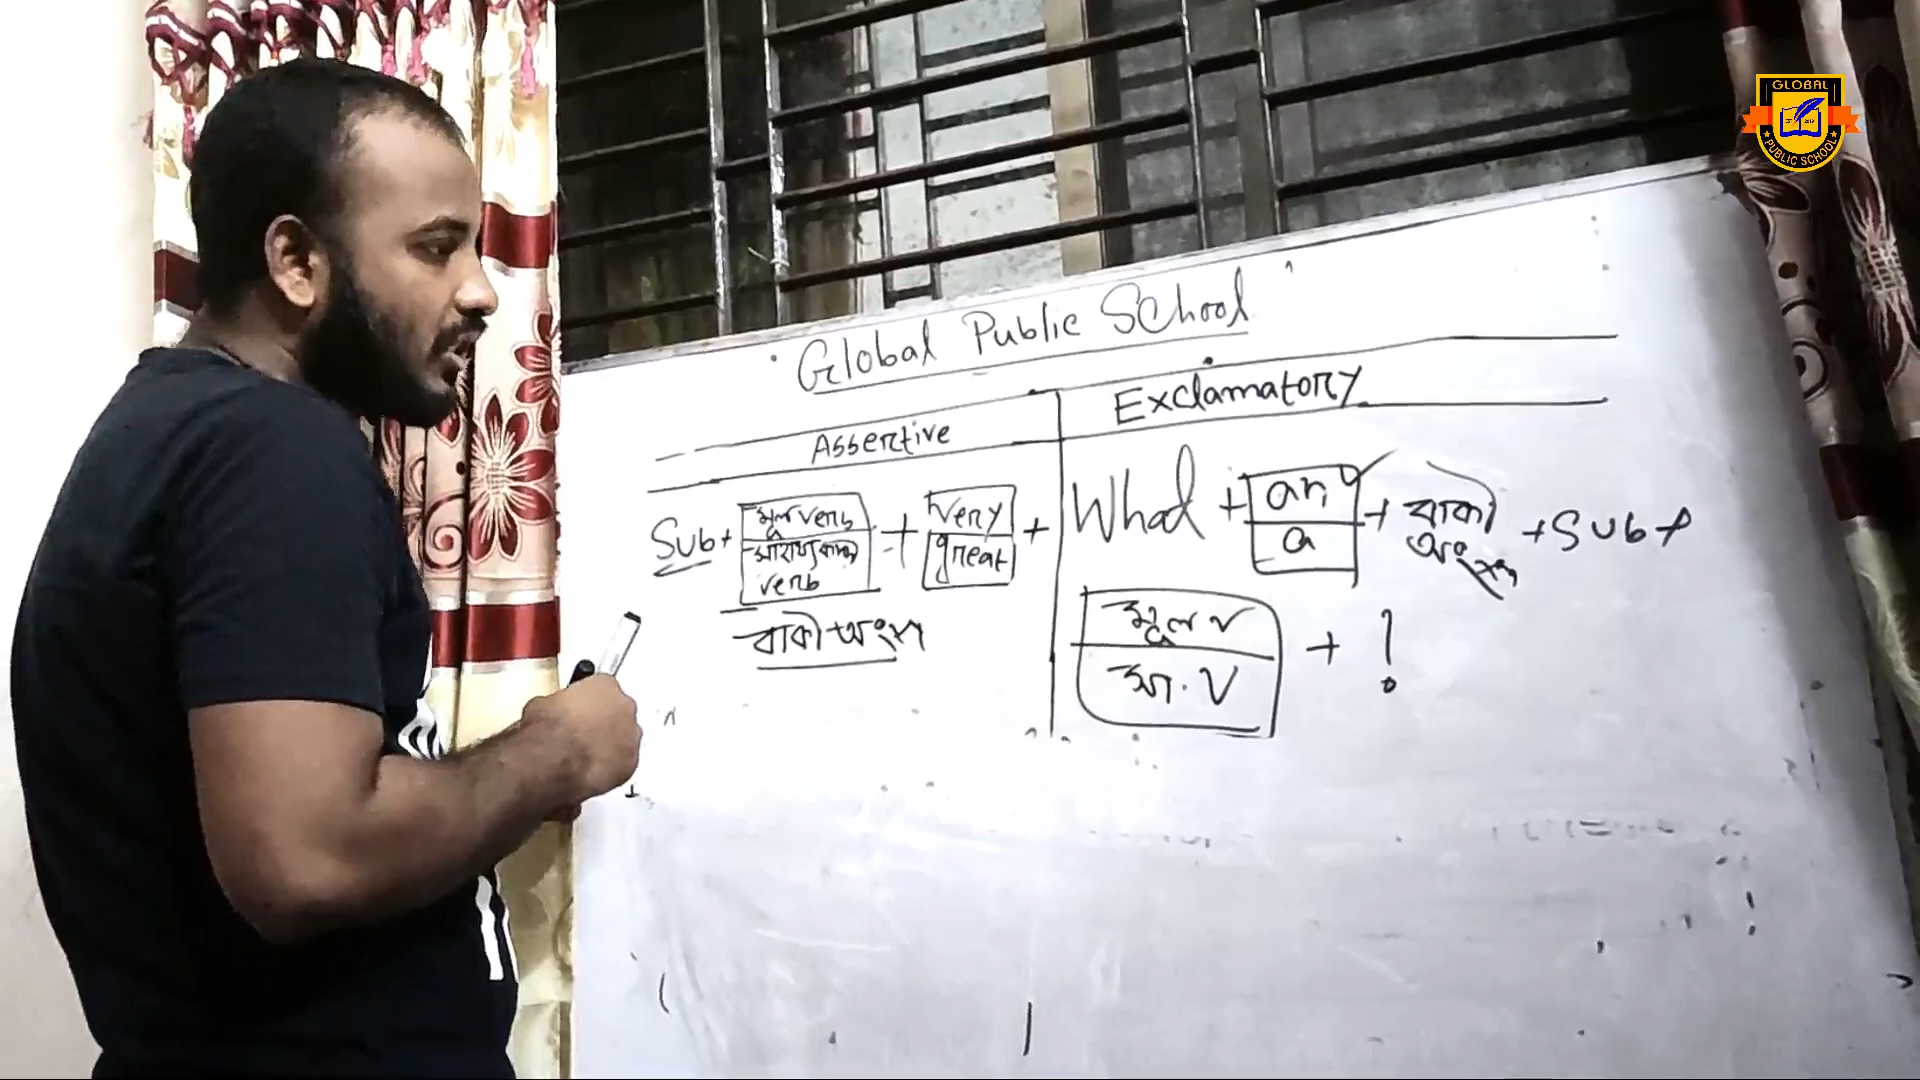 GLOBAL
PUBLIC SCHOOL
Global Public School
Assertive
Sub + মূল verb + very +
সাহায্যকারী verb great
বাকী অংশ
Exclamatory
What + an + বাকী অংশ + Sub +
a
মূল v + !
সা. v